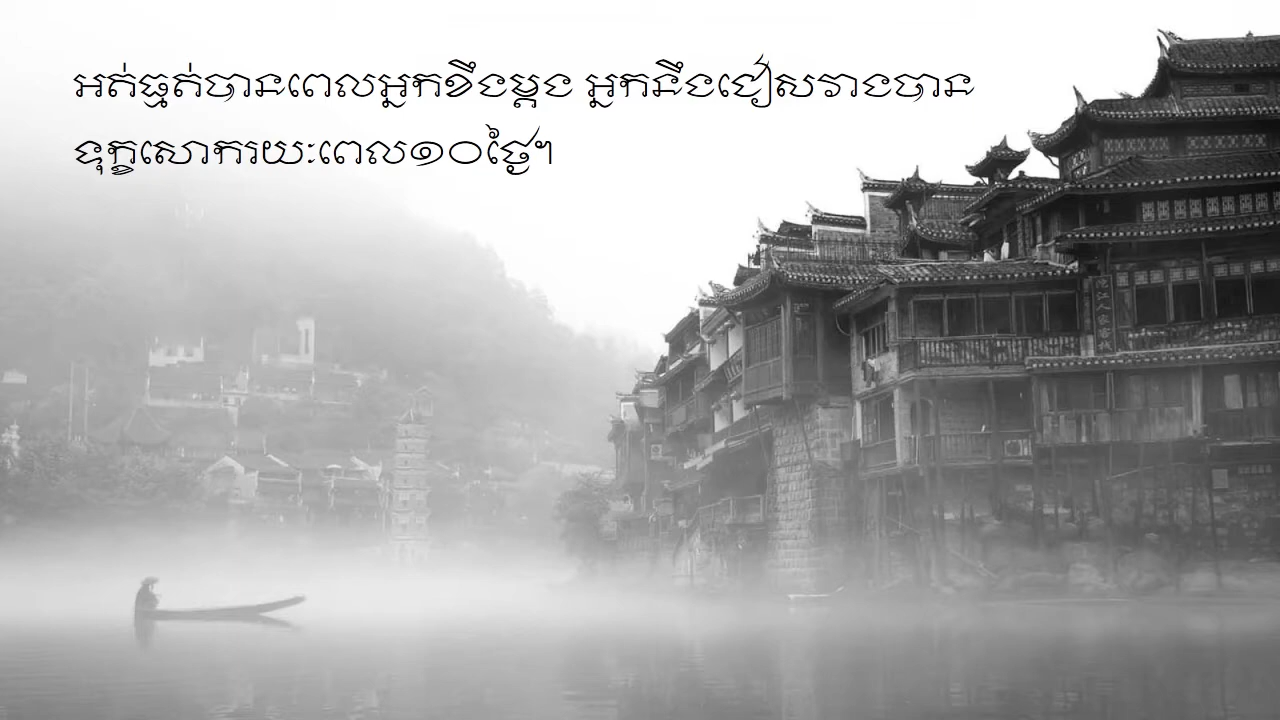 អត់ធ្មត់បានពេលអ្នកខឹងម្ដង អ្នកនឹងជៀសវាងបាន
ទុក្ខសោករយៈពេល១០ថ្ងៃ។